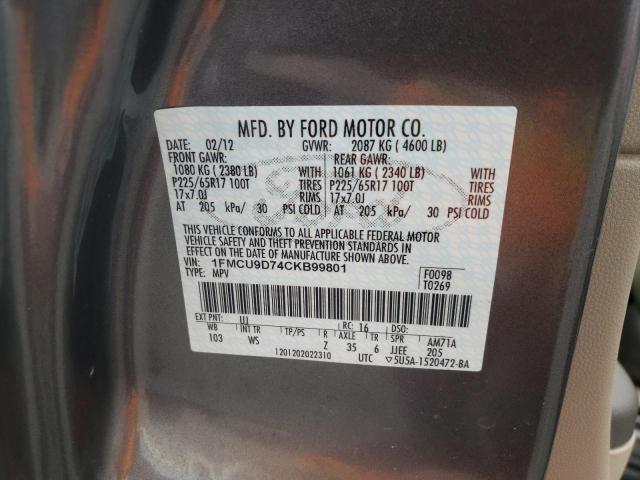 MFD. BY FORD MOTOR CO.
DATE: 02/12 GVWR: 2087 KG ( 4600 LB)
FRONT GAWR: REAR GAWR:
1080 KG ( 2380 LB) 1061 KG ( 2340 LB)
P225/65R17 100T TIRES P225/65R17 100T TIRES
17x7.0J RIMS 17x7.0J RIMS
AT 205 kPa/ 30 PSI COLD AT 205 kPa/ 30 PSI COLD
THIS VEHICLE CONFORMS TO ALL APPLICABLE FEDERAL MOTOR
VEHICLE SAFETY AND THEFT PREVENTION STANDARDS IN
EFFECT ON THE DATE OF MANUFACTURE SHOWN ABOVE.
VIN: 1FMCU9D74CKB99801 F0098
TYPE: MPV T0269
EXT PNT: UJ RC: 16 DSO:
WB INT TR TP/PS R AXLE TR SPR AM71A
103 WS Z 35 6 JJEE 205
1201202022310 UTC 5U5A-1520472-BA
Ford